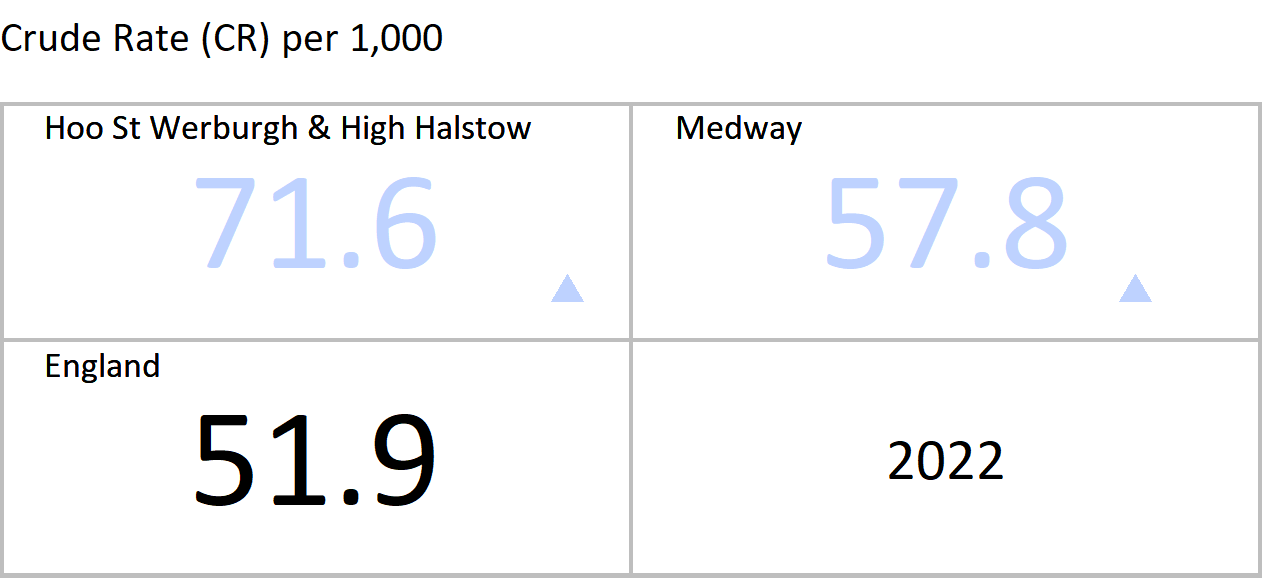 Crude Rate (CR) per 1,000
Hoo St Werburgh & High Halstow
71.6
Medway
57.8
England
51.9
2022